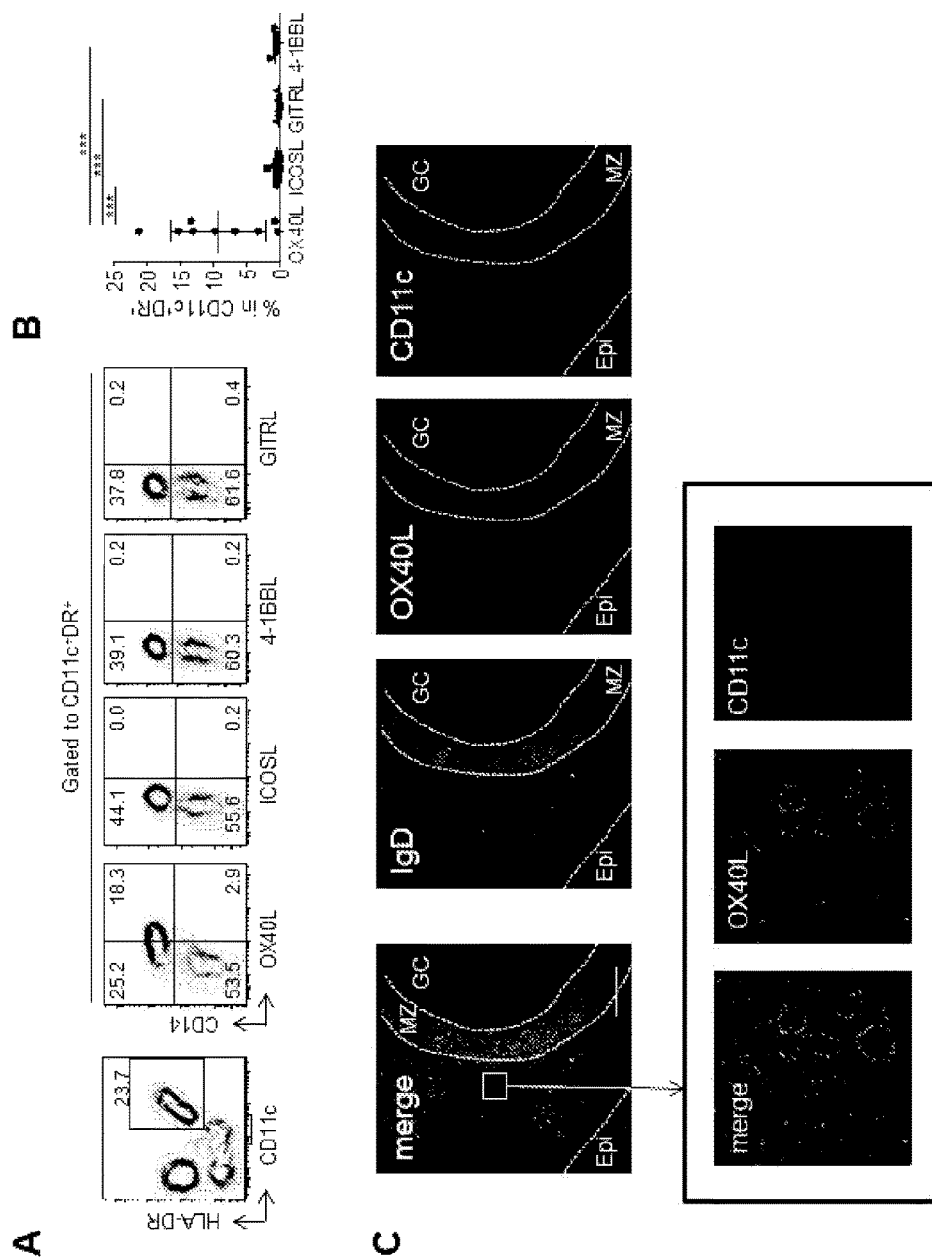 A
Gated to CD11c⁺DR⁺
23.7
HLA-DR
CD11c
25.2 18.3
53.5 2.9
CD14
OX40L
44.1 0.0
55.6 0.2
ICOSL
39.1 0.2
60.3 0.2
4-1BBL
37.8 0.2
61.6 0.4
GITRL
B
***
***
***
% in CD11c⁺DR⁺
25
20
15
10
5
0
OX40L ICOSL GITRL 4-1BBL
C
merge
MZ
GC
Epi
IgD
GC
MZ
Epi
OX40L
GC
MZ
Epi
CD11c
GC
MZ
Epi
merge
OX40L
CD11c